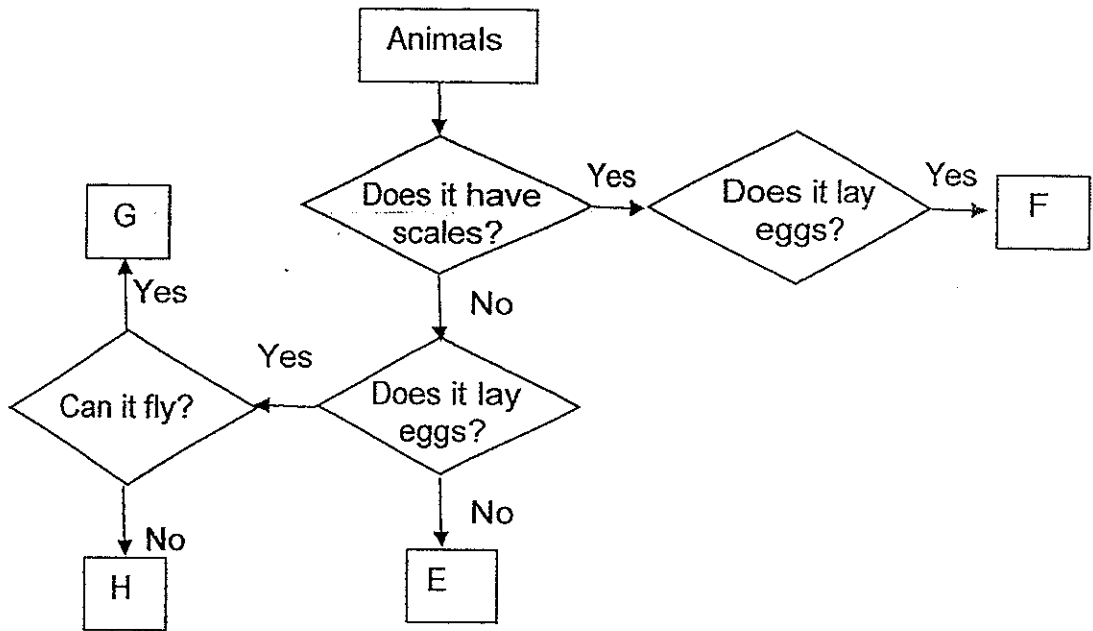 Animals
Does it have
scales?
Yes
Does it lay
eggs?
Yes
F
G
Yes
No
Can it fly?
Yes
Does it lay
eggs?
No
H
No
E